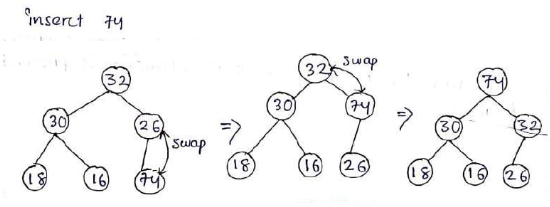 insert 74
32
30 26
swap
18 16 74
=>
32 swap
30 74
18 16 26
=>
74
30 32
18 16 26